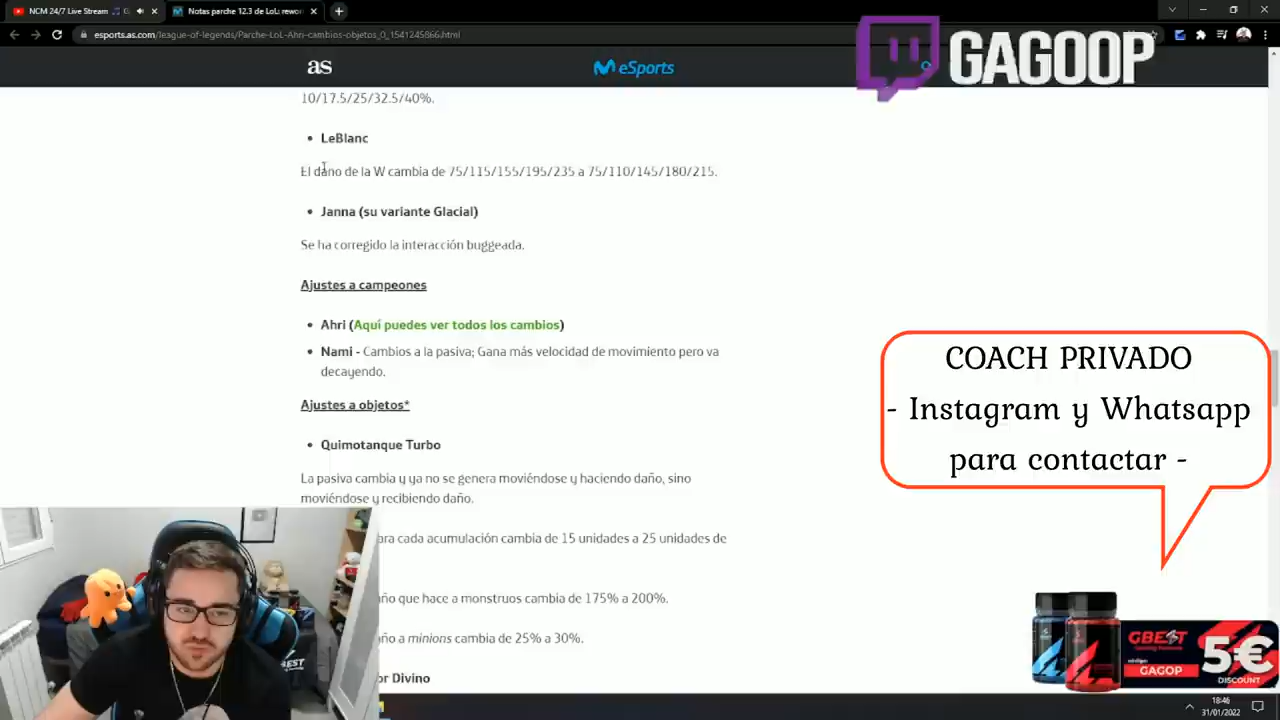 NCM 24/7 Live Stream
Notas parche 12.3 de LoL: rewo
esports.as.com/league-of-legends/Parche-LoL-Ahri-cambios-objetos_0_1541245866.html
GAGOOP
as
eSports
10/17.5/25/32.5/40%.
• LeBlanc
El daño de la W cambia de 75/115/155/195/235 a 75/110/145/180/215.
• Janna (su variante Glacial)
Se ha corregido la interacción buggeada.
Ajustes a campeones
• Ahri (Aquí puedes ver todos los cambios)
• Nami - Cambios a la pasiva; Gana más velocidad de movimiento pero va
decayendo.
Ajustes a objetos*
• Quimotanque Turbo
La pasiva cambia y ya no se genera moviéndose y haciendo daño, sino
moviéndose y recibiendo daño.
ara cada acumulación cambia de 15 unidades a 25 unidades de
año que hace a monstruos cambia de 175% a 200%.
año a minions cambia de 25% a 30%.
or Divino
COACH PRIVADO
- Instagram y Whatsapp
para contactar -
GBEST
GAGOP
5€
DISCOUNT
BEST
18:46
31/01/2022